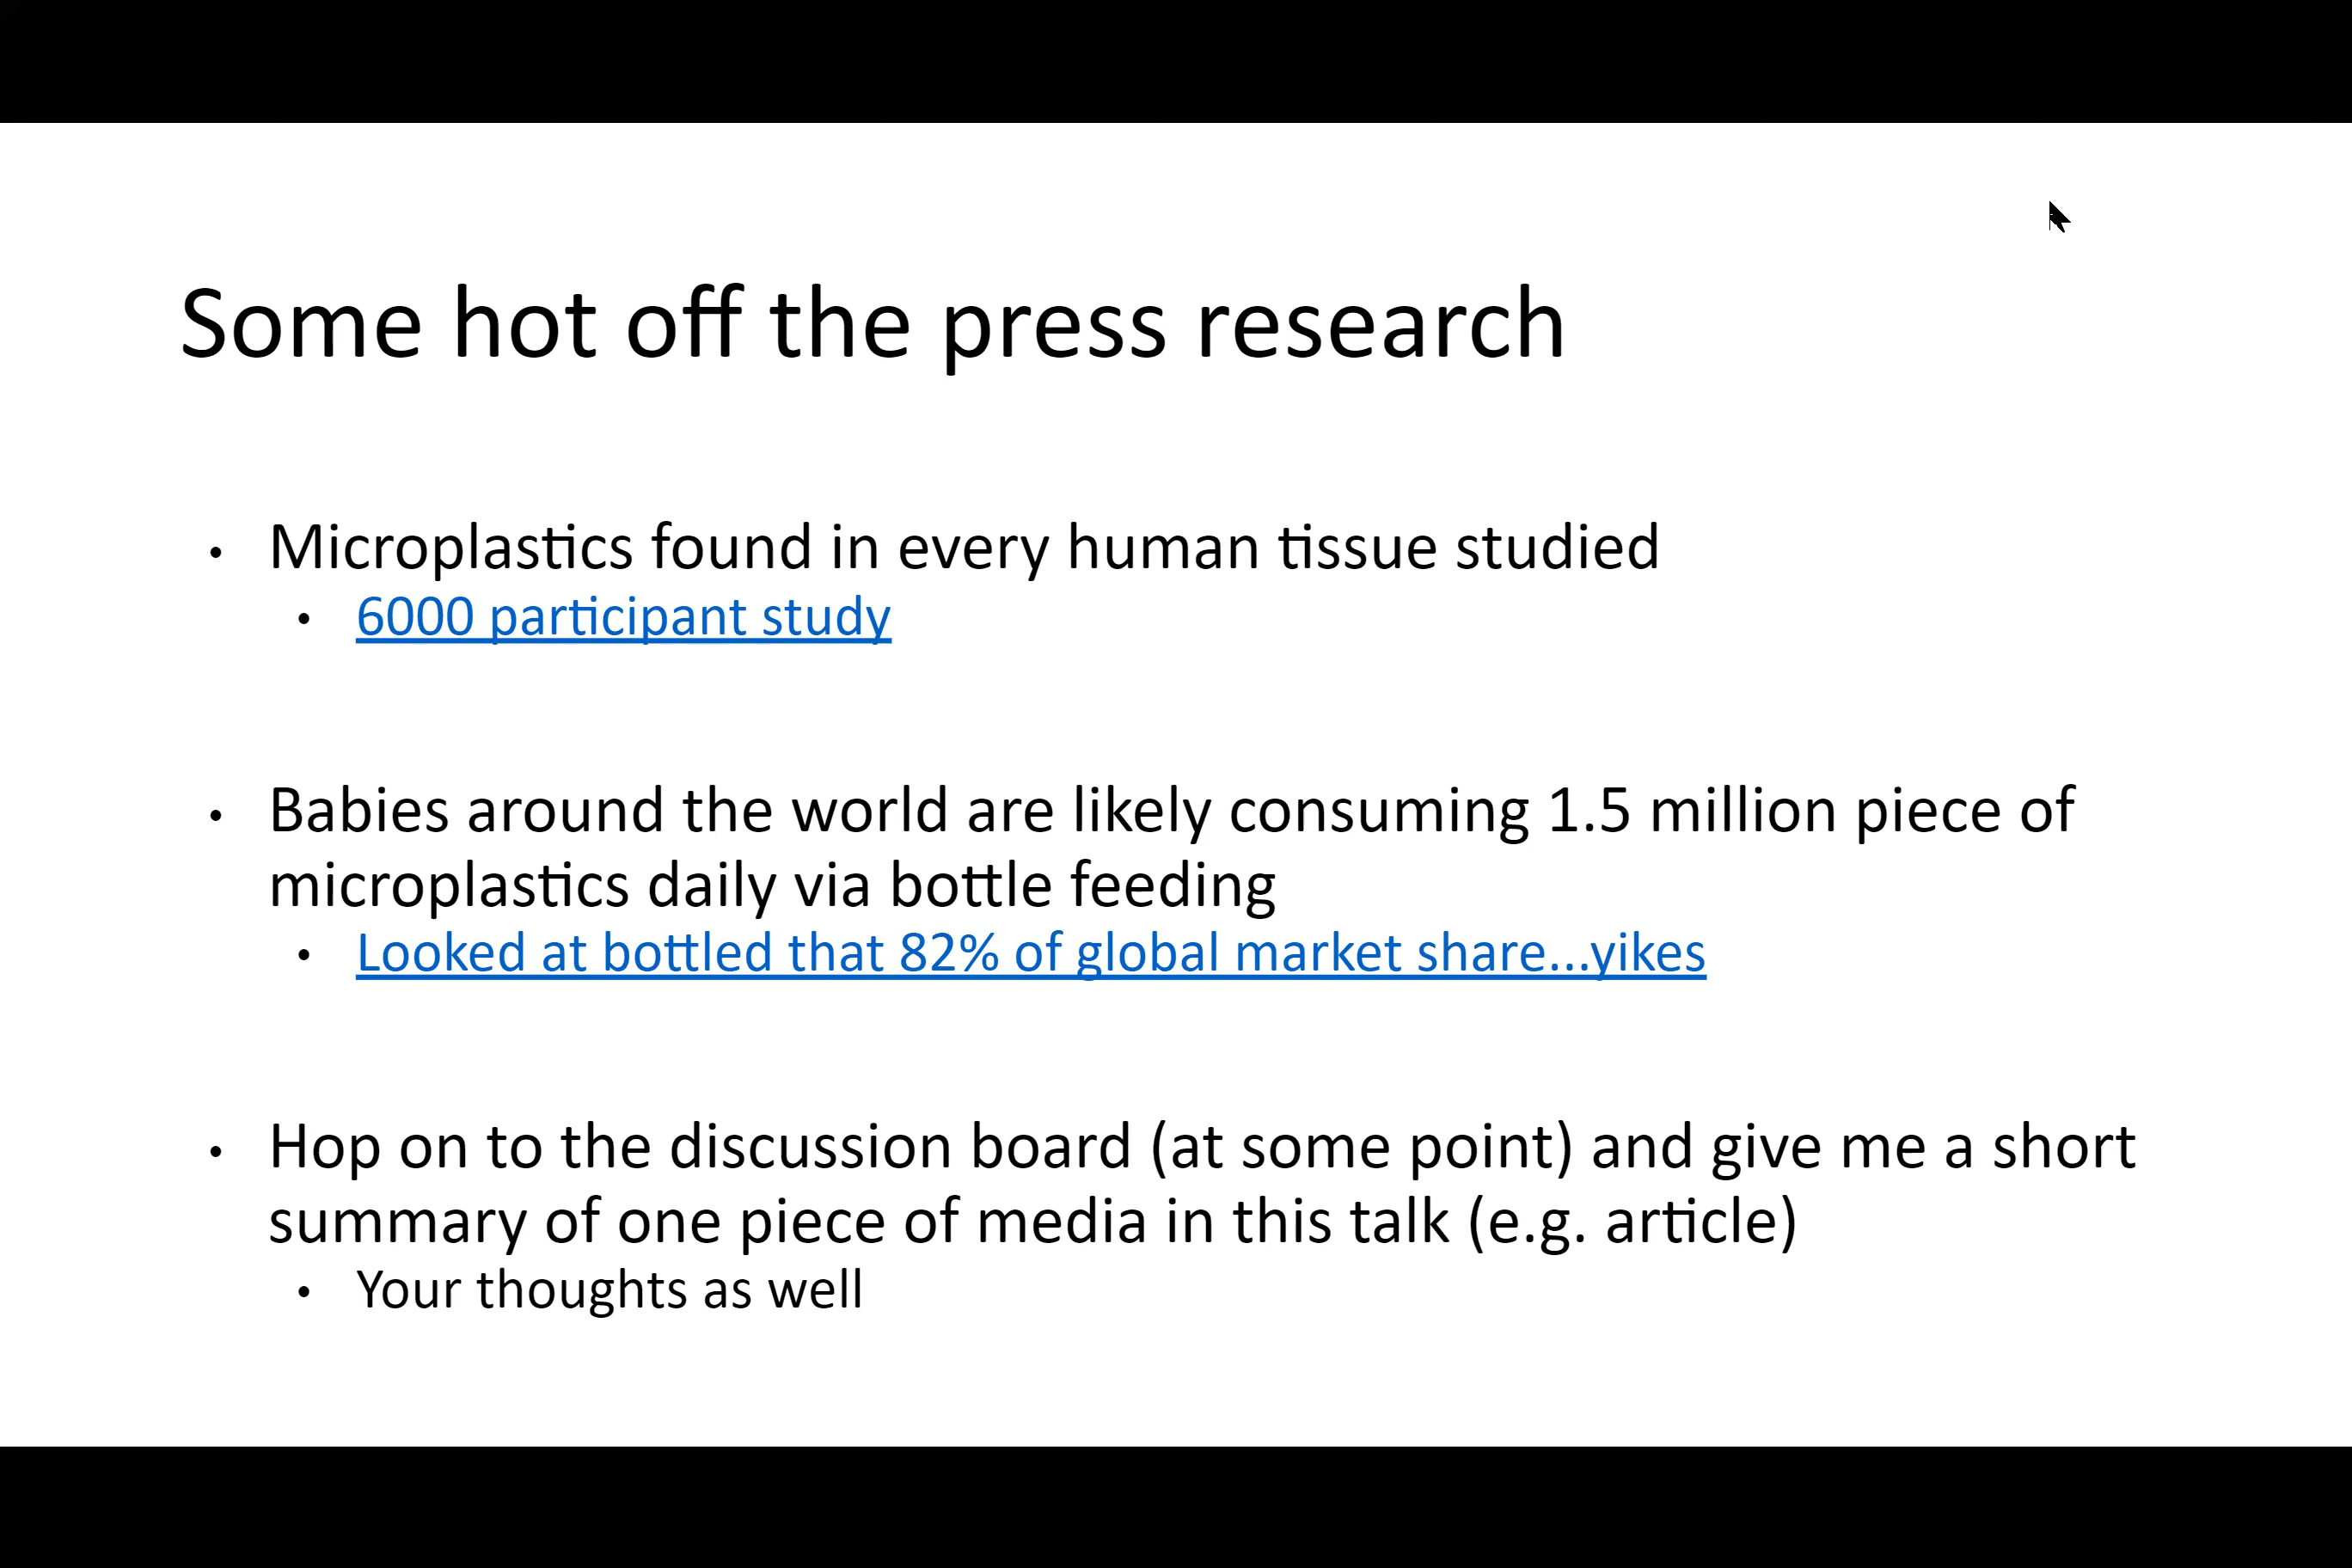 Some hot off the press research
• Microplastics found in every human tissue studied
• 6000 participant study
• Babies around the world are likely consuming 1.5 million piece of
microplastics daily via bottle feeding
• Looked at bottled that 82% of global market share...yikes
• Hop on to the discussion board (at some point) and give me a short
summary of one piece of media in this talk (e.g. article)
• Your thoughts as well